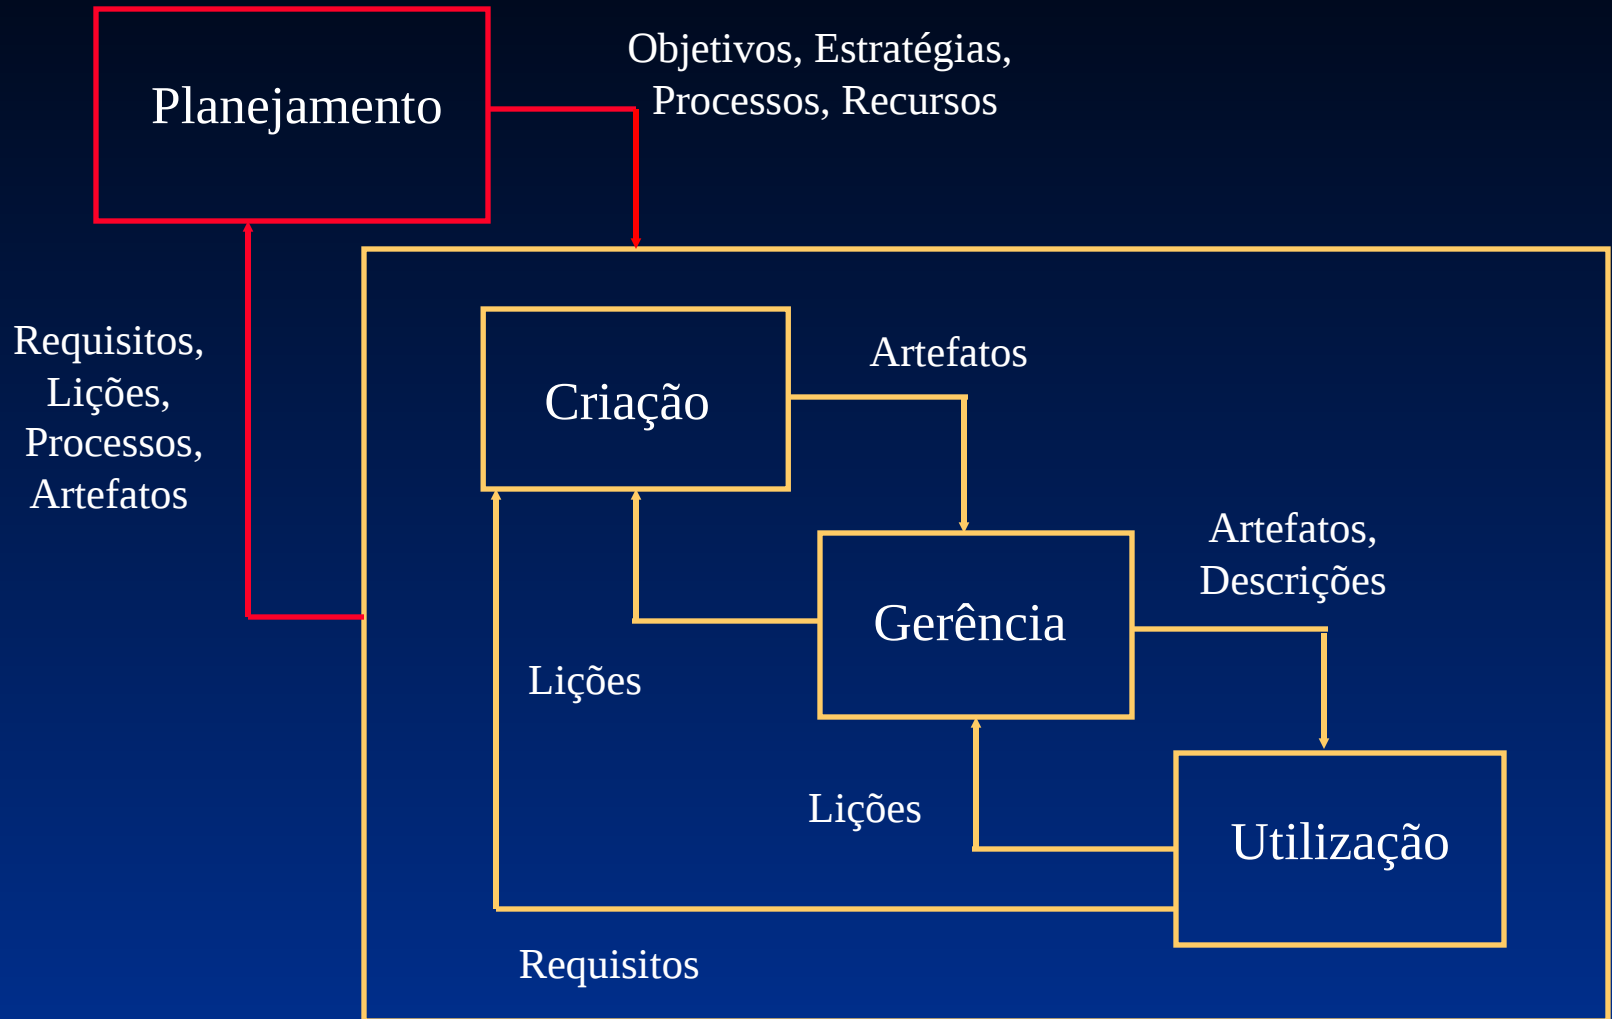 Objetivos, Estratégias,
Processos, Recursos
Planejamento
Requisitos,
Lições,
Processos,
Artefatos
Criação
Artefatos
Artefatos,
Descrições
Gerência
Lições
Lições
Utilização
Requisitos